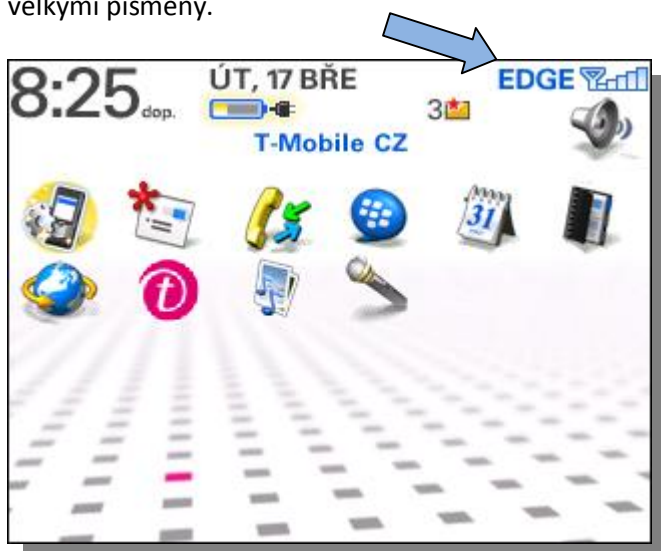 velkými písmeny.
8:25 dop. ÚT, 17 BŘE EDGE
3
T-Mobile CZ
31
t